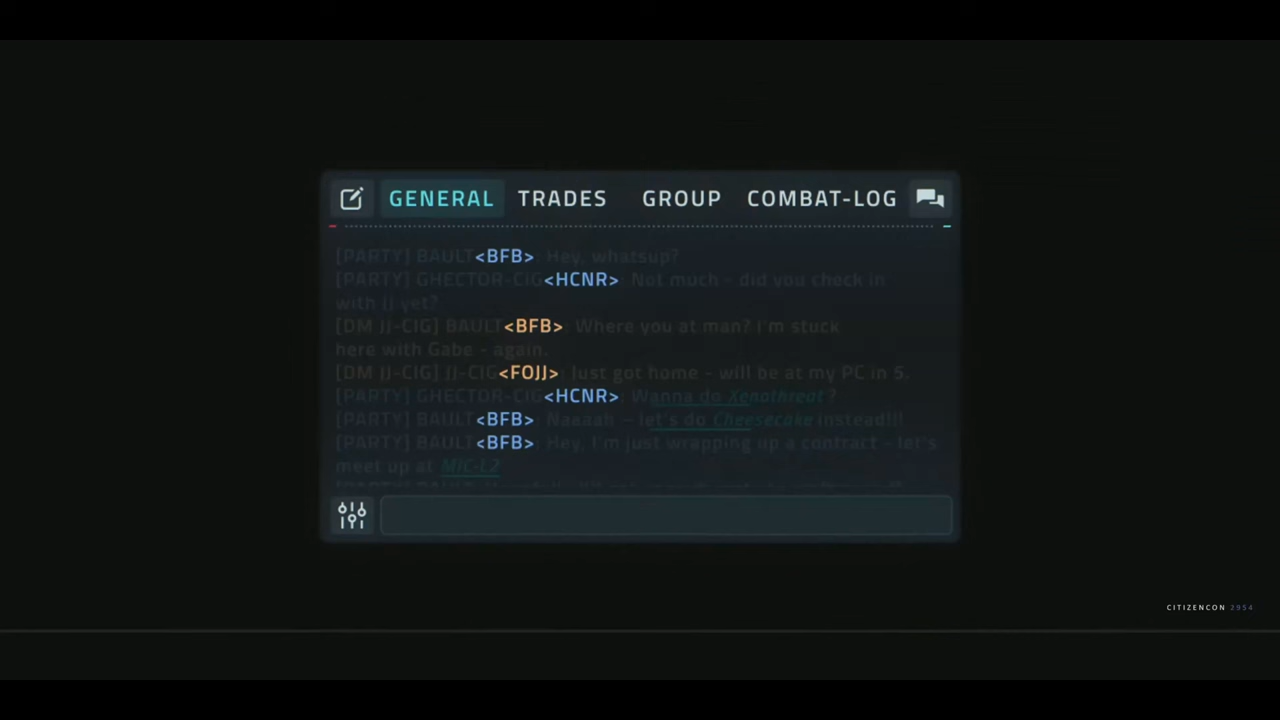 GENERAL TRADES GROUP COMBAT-LOG
[PARTY] BAULT<BFB>: Hey, whatsup?
[PARTY] GHECTOR-CIG<HCNR>: Not much - did you check in
with JJ yet?
[DM JJ-CIG] BAULT<BFB>: Where you at man? I'm stuck
here with Gabe - again.
[DM JJ-CIG] JJ-CIG<FOJJ>: Just got home - will be at my PC in 5.
[PARTY] GHECTOR-CIG<HCNR>: Wanna do Xenothreat ?
[PARTY] BAULT<BFB>: Naaaah - let's do Cheesecake instead!!!
[PARTY] BAULT<BFB>: Hey, I'm just wrapping up a contract - let's
meet up at MIC-L2
CITIZENCON 2954